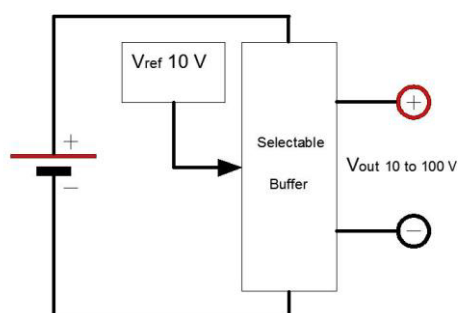 Vref 10 V
+
−
Selectable
Buffer
+
Vout 10 to 100 V
−